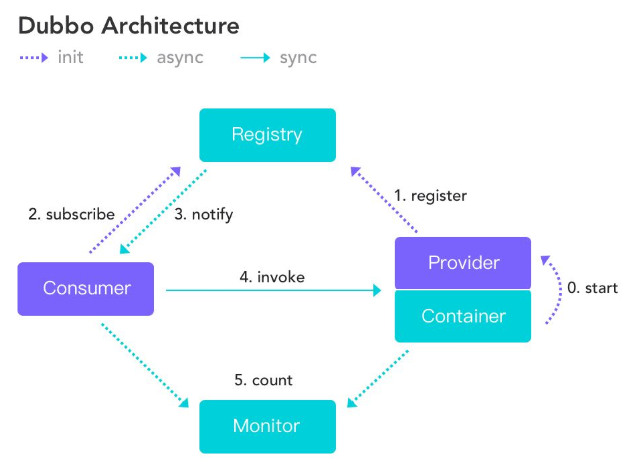 Dubbo Architecture
init async sync
Registry
1. register
2. subscribe 3. notify
Provider
4. invoke
Consumer
0. start
Container
5. count
Monitor